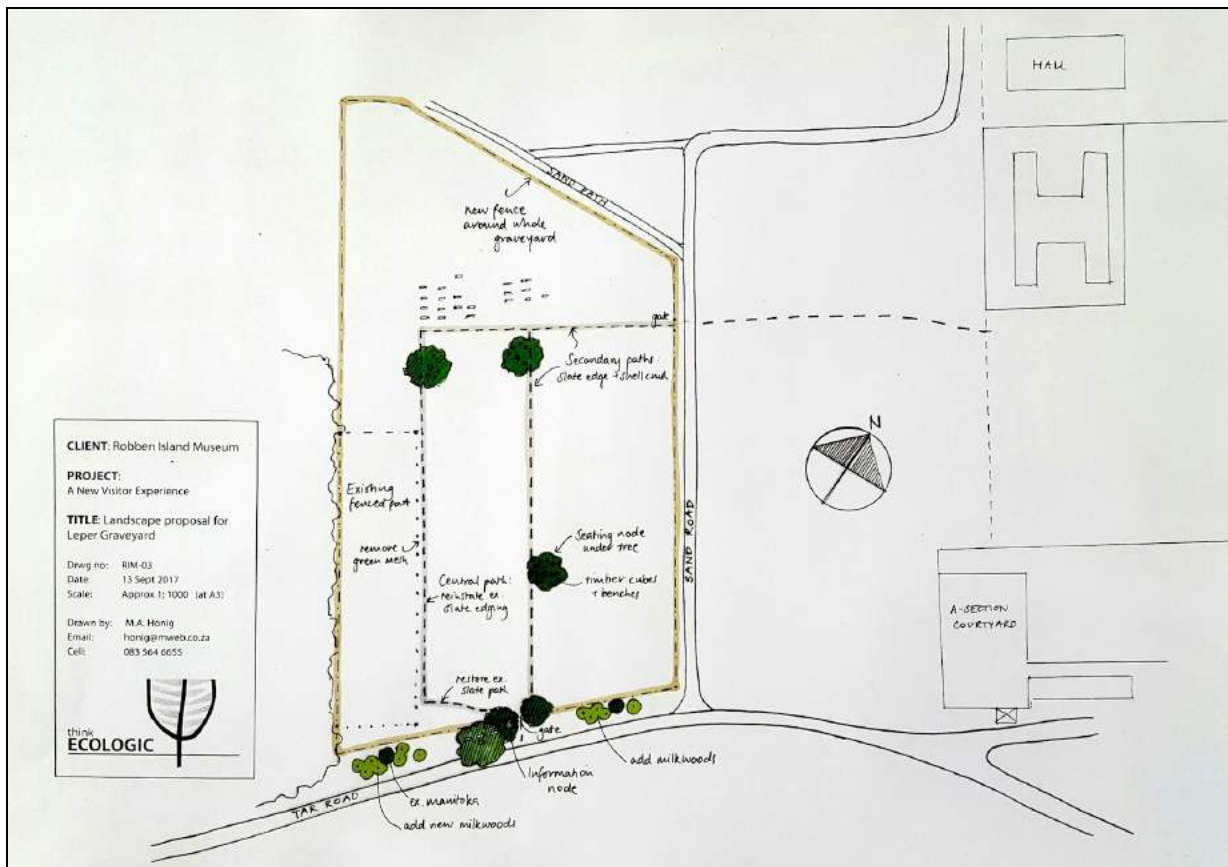 HALL
SAND PATH
new fence
around whole
graveyard
gate
Secondary paths:
slate edge + shell crush
CLIENT: Robben Island Museum
PROJECT:
A New Visitor Experience
TITLE: Landscape proposal for
Leper Graveyard
Drwg no: RIM-03
Date: 13 Sept 2017
Scale: Approx 1: 1000 (at A3)
Drawn by: M.A. Honig
Email: honig@mweb.co.za
Cell: 083 564 6655
think
ECOLOGIC
N
Existing
fenced part
remove
green mesh
Central path:
reinstate ex.
slate edging
Seating node
under tree
timber cubes
+ benches
SAND ROAD
A-SECTION
COURTYARD
restore ex.
slate path
gate
add milkwoods
Information
node
ex. manitoka
add new milkwoods
TAR ROAD